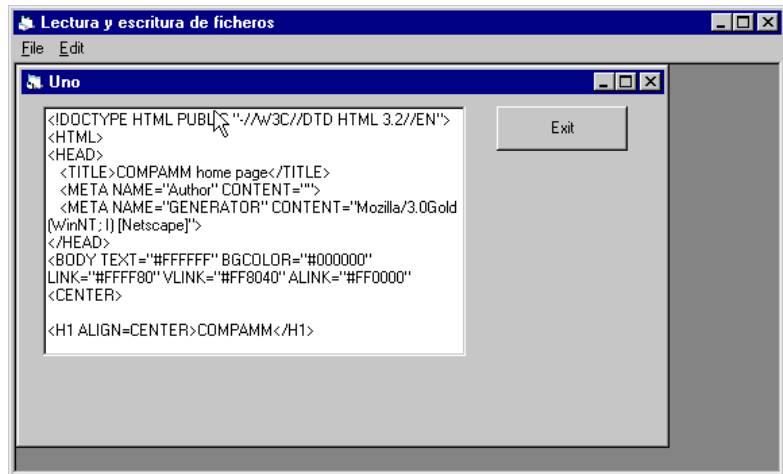 Lectura y escritura de ficheros
File Edit
Uno
<!DOCTYPE HTML PUBLIC "-//W3C//DTD HTML 3.2//EN">
<HTML>
<HEAD>
<TITLE>COMPAMM home page</TITLE>
<META NAME="Author" CONTENT="">
<META NAME="GENERATOR" CONTENT="Mozilla/3.0Gold
(WinNT; I) [Netscape]">
</HEAD>
<BODY TEXT="#FFFFFF" BGCOLOR="#000000"
LINK="#FFFF80" VLINK="#FF8040" ALINK="#FF0000"
<CENTER>
<H1 ALIGN=CENTER>COMPAMM</H1>
Exit